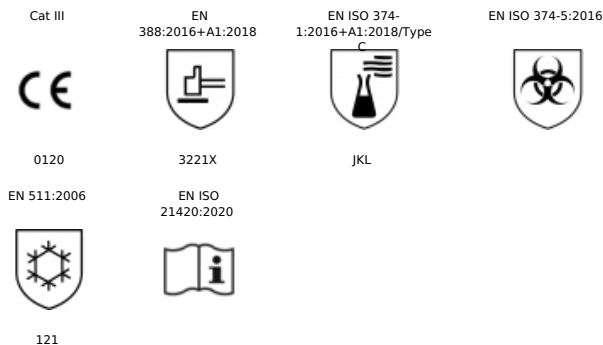 Cat III
EN
388:2016+A1:2018
EN ISO 374-
1:2016+A1:2018/Type
C
EN ISO 374-5:2016
CE
i
0120
3221X
JKL
EN 511:2006
EN ISO
21420:2020
121